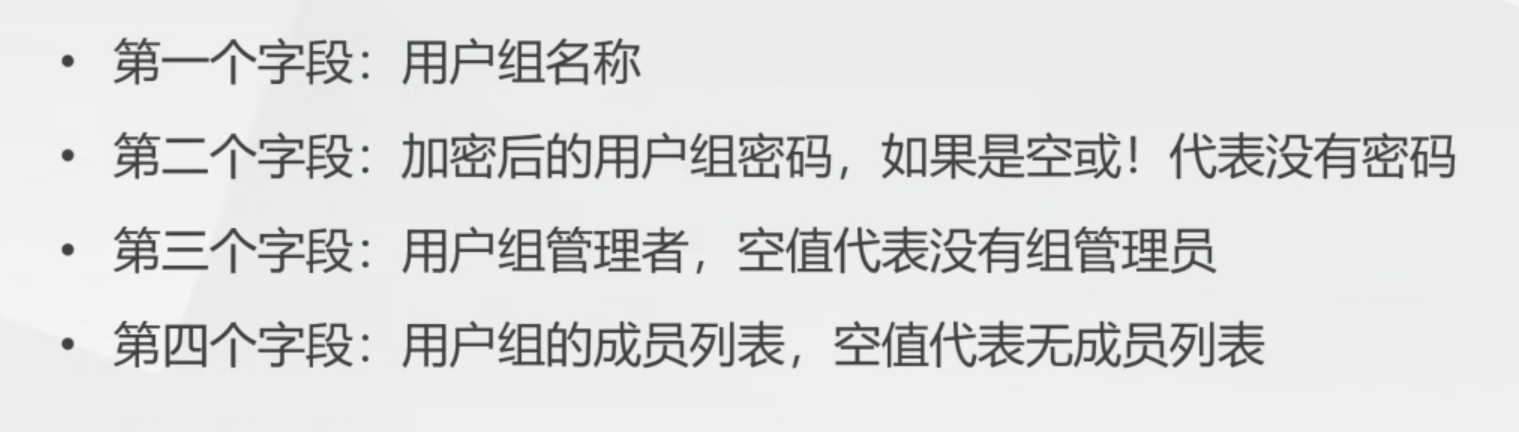 • 第一个字段：用户组名称
• 第二个字段：加密后的用户组密码，如果是空或！代表没有密码
• 第三个字段：用户组管理者，空值代表没有组管理员
• 第四个字段：用户组的成员列表，空值代表无成员列表